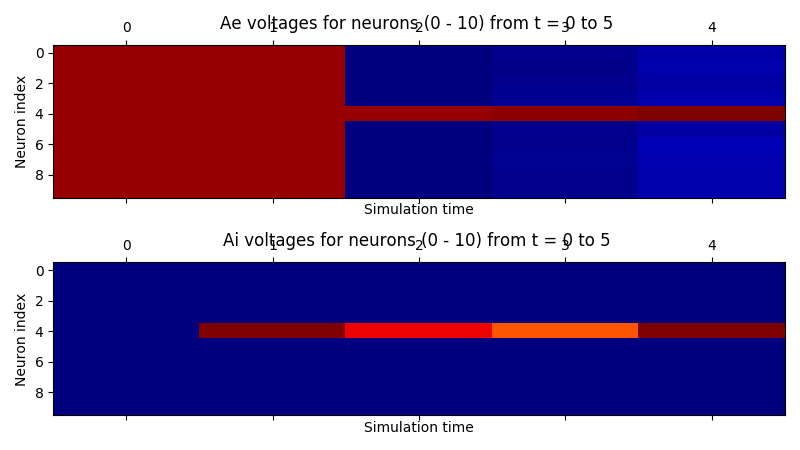 Ae voltages for neurons (0 - 10) from t = 0 to 5
0 1 2 3 4
0
2
4
6
8
Neuron index
Simulation time
Ai voltages for neurons (0 - 10) from t = 0 to 5
0 1 2 3 4
0
2
4
6
8
Neuron index
Simulation time